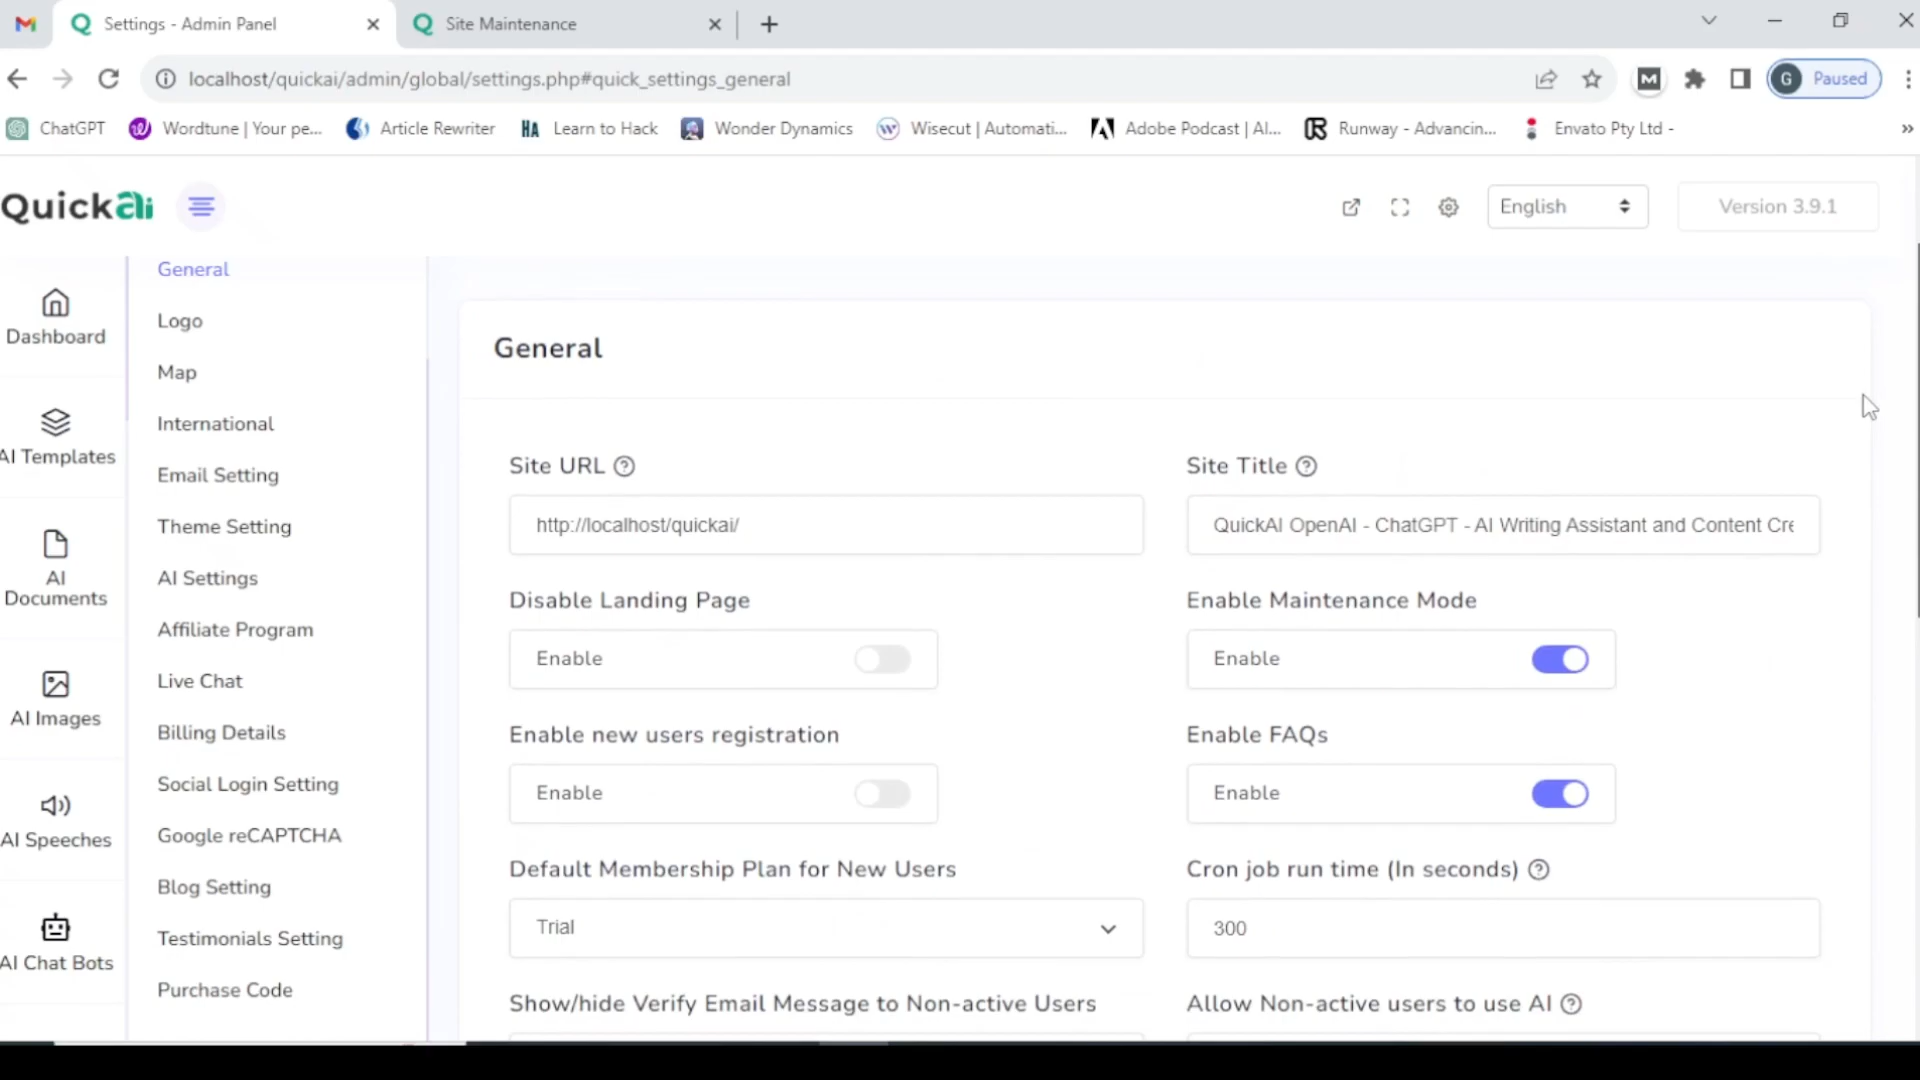 Settings - Admin Panel
Site Maintenance
localhost/quickai/admin/global/settings.php#quick_settings_general
G Paused
ChatGPT
Wordtune | Your pe...
Article Rewriter
HA Learn to Hack
Wonder Dynamics
Wisecut | Automati...
Adobe Podcast | AI...
Runway - Advancin...
Envato Pty Ltd -
»
QuickAi
English
Version 3.9.1
Dashboard
AI Templates
AI
Documents
AI Images
AI Speeches
AI Chat Bots
General
Logo
Map
International
Email Setting
Theme Setting
AI Settings
Affiliate Program
Live Chat
Billing Details
Social Login Setting
Google reCAPTCHA
Blog Setting
Testimonials Setting
Purchase Code
General
Site URL
http://localhost/quickai/
Site Title
QuickAI OpenAI - ChatGPT - AI Writing Assistant and Content Cre
Disable Landing Page
Enable
Enable Maintenance Mode
Enable
Enable new users registration
Enable
Enable FAQs
Enable
Default Membership Plan for New Users
Trial
Cron job run time (In seconds)
300
Show/hide Verify Email Message to Non-active Users
Allow Non-active users to use AI